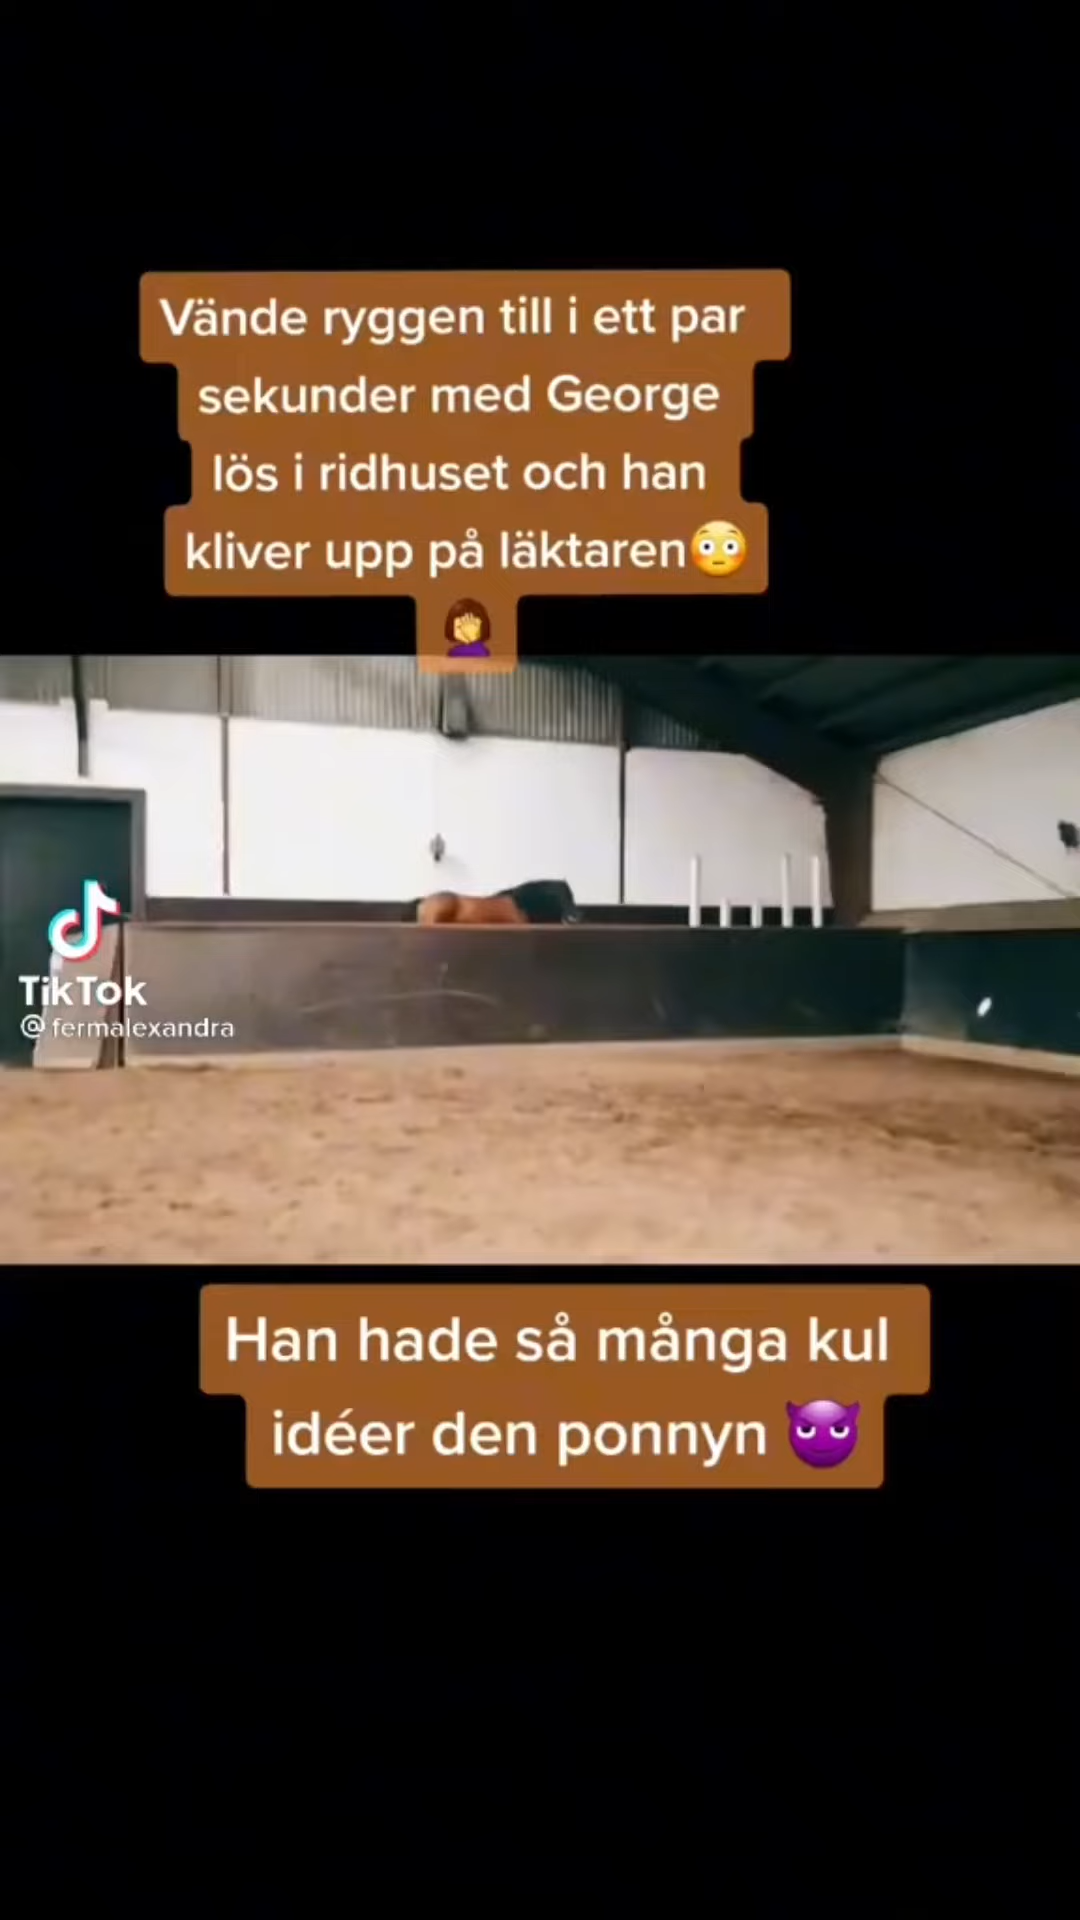 Vände ryggen till i ett par
sekunder med George
lös i ridhuset och han
kliver upp på läktaren😳
🤦‍♀️
TikTok
@fermalexandra
Han hade så många kul
idéer den ponnyn 😈